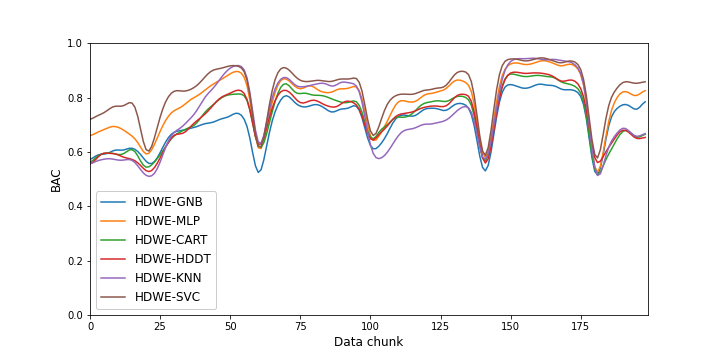 1.0
0.8
0.6
0.4
0.2
0.0
BAC
HDWE-GNB
HDWE-MLP
HDWE-CART
HDWE-HDDT
HDWE-KNN
HDWE-SVC
0 25 50 75 100 125 150 175
Data chunk